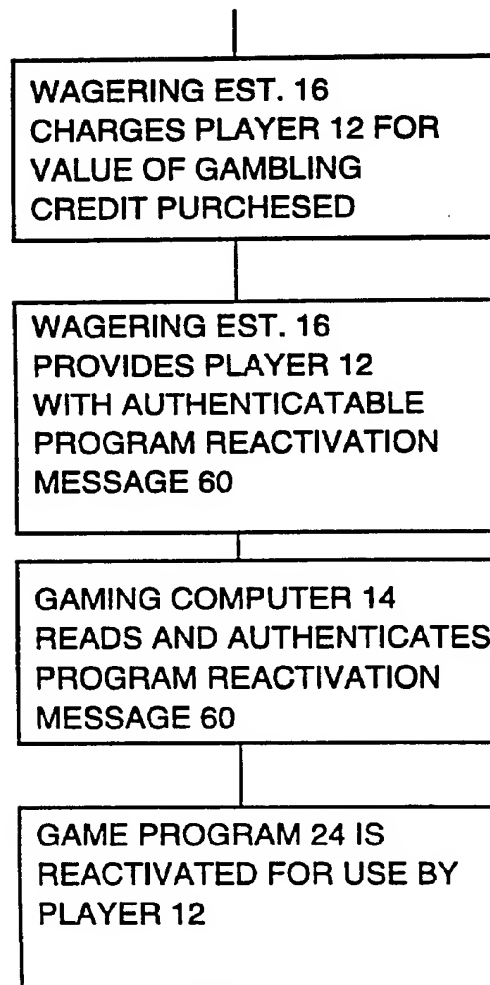 WAGERING EST. 16
CHARGES PLAYER 12 FOR
VALUE OF GAMBLING
CREDIT PURCHESED
WAGERING EST. 16
PROVIDES PLAYER 12
WITH AUTHENTICATABLE
PROGRAM REACTIVATION
MESSAGE 60
GAMING COMPUTER 14
READS AND AUTHENTICATES
PROGRAM REACTIVATION
MESSAGE 60
GAME PROGRAM 24 IS
REACTIVATED FOR USE BY
PLAYER 12